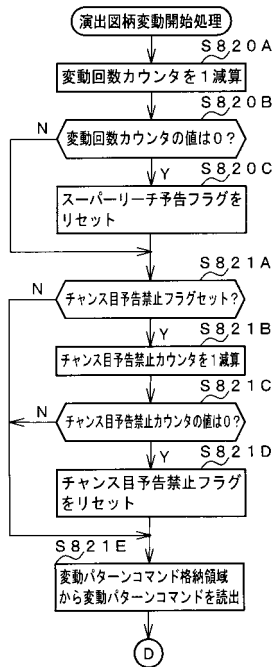 演出図柄変動開始処理
S820A
変動回数カウンタを1減算
S820B
N
変動回数カウンタの値は0?
Y
S820C
スーパーリーチ予告フラグを
リセット
S821A
N
チャンス目予告禁止フラグセット?
Y
S821B
チャンス目予告禁止カウンタを1減算
S821C
N
チャンス目予告禁止カウンタの値は0?
Y
S821D
チャンス目予告禁止フラグ
をリセット
S821E
変動パターンコマンド格納領域
から変動パターンコマンドを読出
D